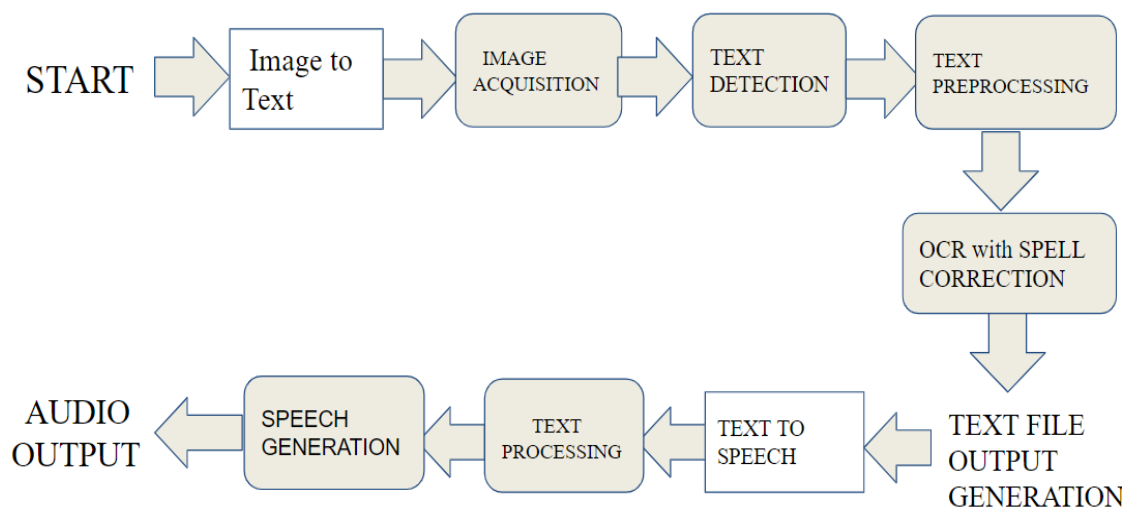 START
Image to
Text
IMAGE
ACQUISITION
TEXT
DETECTION
TEXT
PREPROCESSING
OCR with SPELL
CORRECTION
TEXT FILE
OUTPUT
GENERATION
TEXT TO
SPEECH
TEXT
PROCESSING
SPEECH
GENERATION
AUDIO
OUTPUT